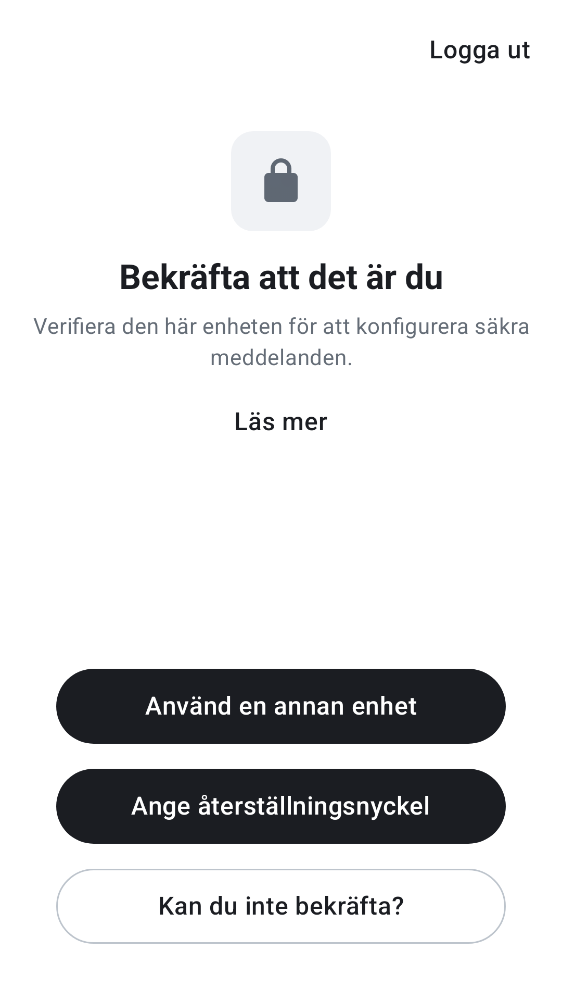 Logga ut
Bekräfta att det är du
Verifiera den här enheten för att konfigurera säkra
meddelanden.
Läs mer
Använd en annan enhet
Ange återställningsnyckel
Kan du inte bekräfta?